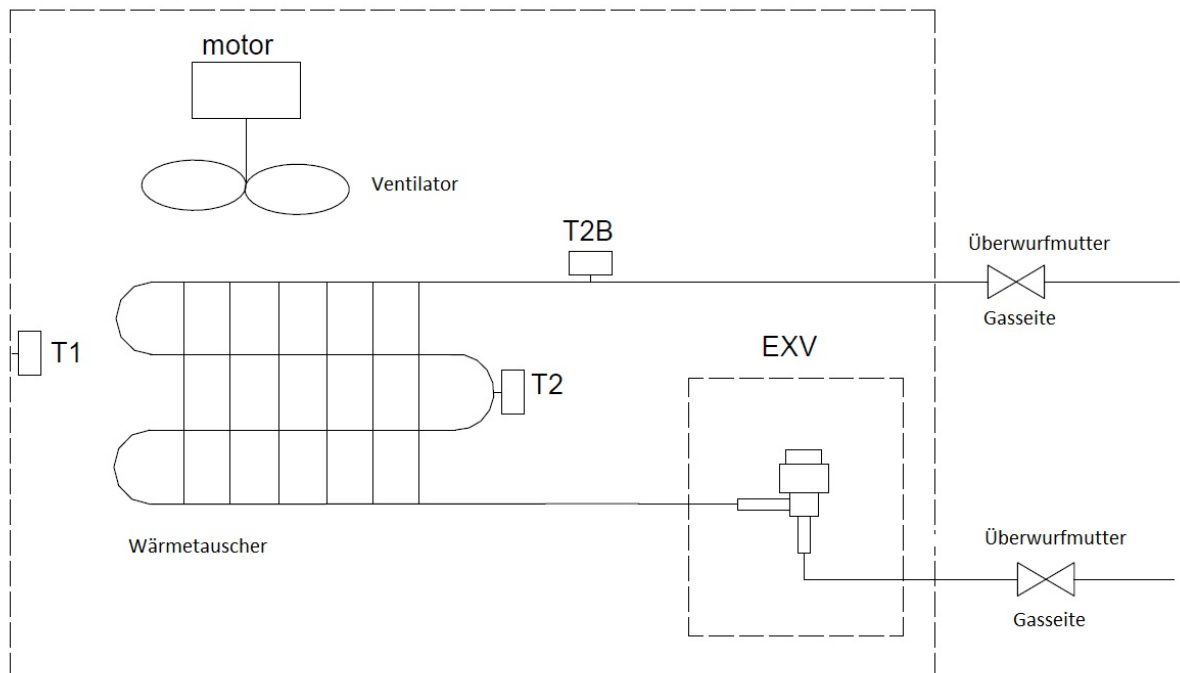 motor
Ventilator
T2B
Überwurfmutter
Gasseite
T1
EXV
T2
Wärmetauscher
Überwurfmutter
Gasseite